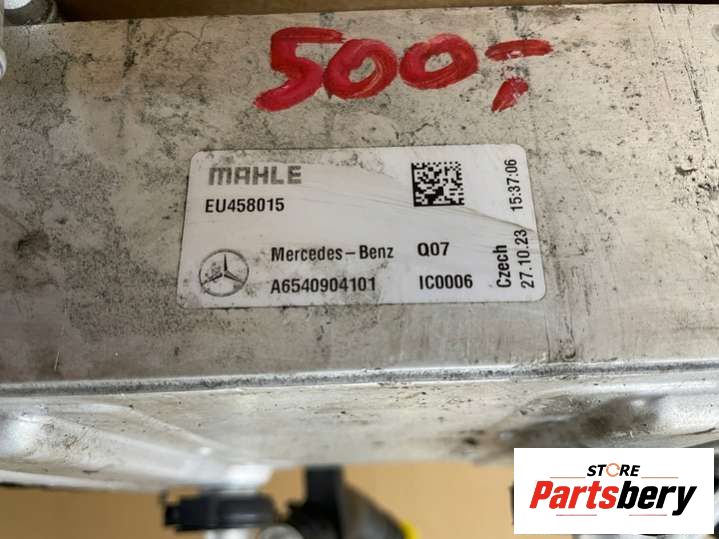 500,-
MAHLE
EU458015
Mercedes-Benz Q07
A6540904101 IC0006
Czech
27.10.23 15:37:06
STORE
Partsbery